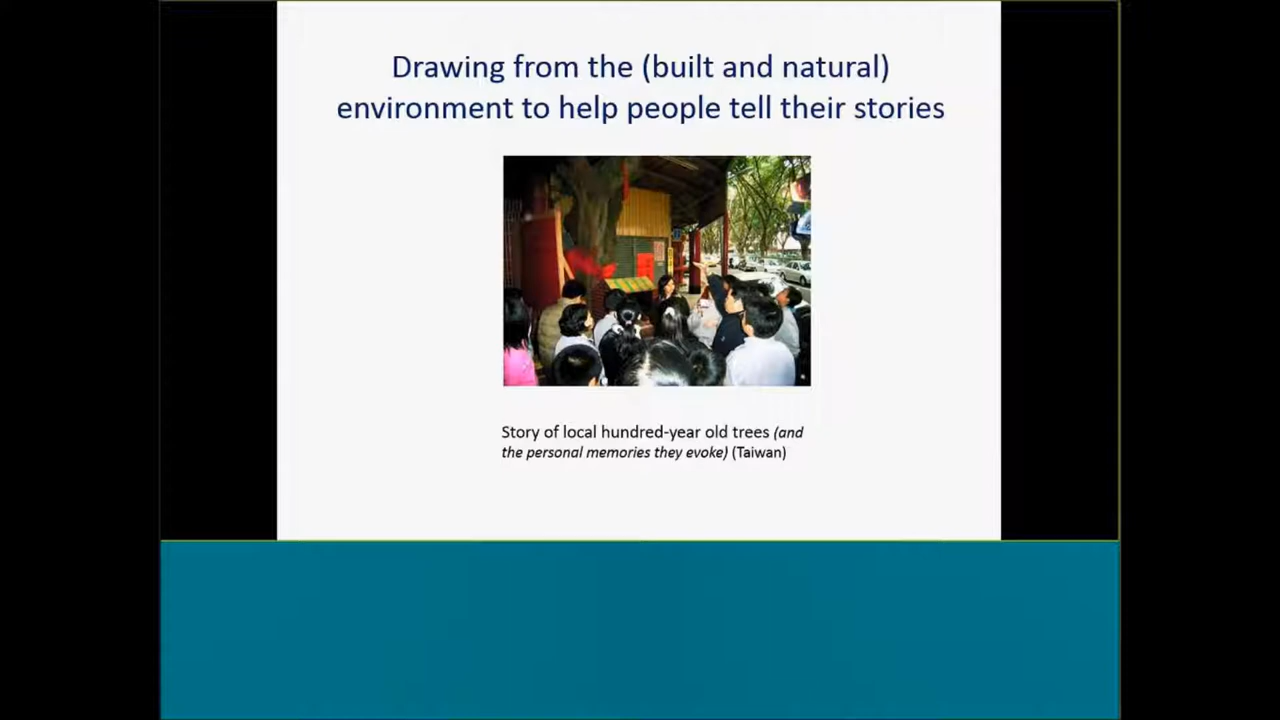 Drawing from the (built and natural)
environment to help people tell their stories
Story of local hundred-year old trees (and
the personal memories they evoke) (Taiwan)